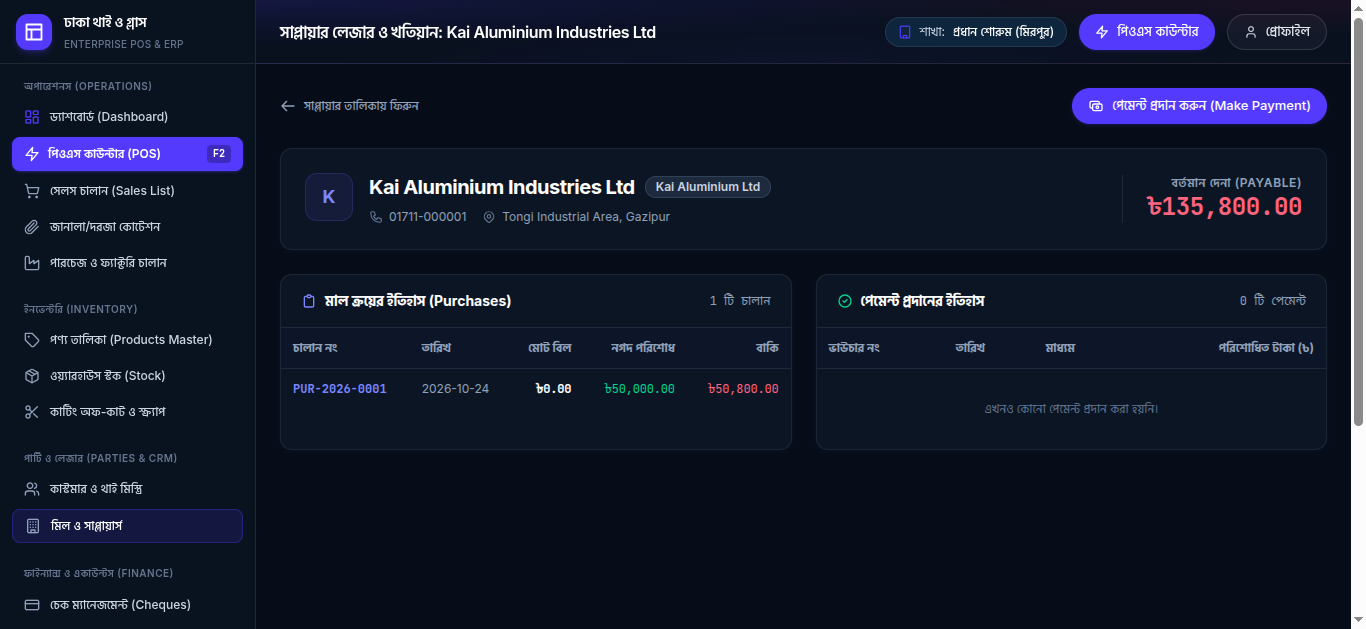 ঢাকা থাই ও গ্লাস
ENTERPRISE POS & ERP
অপারেশনস (OPERATIONS)
ড্যাশবোর্ড (Dashboard)
পিওএস কাউন্টার (POS) F2
সেলস চালান (Sales List)
জানালা/দরজা কোটেশন
পারচেজ ও ফ্যাক্টরি চালান
ইনভেন্টরি (INVENTORY)
পণ্য তালিকা (Products Master)
ওয়্যারহাউস স্টক (Stock)
কাটিং অফ-কাট ও স্ক্র্যাপ
পার্টি ও লেজার (PARTIES & CRM)
কাস্টমার ও থাই মিস্ত্রি
মিল ও সাপ্লায়ার্স
ফাইন্যান্স ও একাউন্টস (FINANCE)
চেক ম্যানেজমেন্ট (Cheques)
সাপ্লায়ার লেজার ও খতিয়ান: Kai Aluminium Industries Ltd
শাখা: প্রধান শোরুম (মিরপুর)
পিওএস কাউন্টার
প্রোফাইল
সাপ্লায়ার তালিকায় ফিরুন
পেমেন্ট প্রদান করুন (Make Payment)
K
Kai Aluminium Industries Ltd Kai Aluminium Ltd
01711-000001 Tongi Industrial Area, Gazipur
বর্তমান দেনা (PAYABLE)
৳135,800.00
মাল ক্রয়ের ইতিহাস (Purchases) 1 টি চালান
চালান নং তারিখ মোট বিল নগদ পরিশোধ বাকি
PUR-2026-0001 2026-10-24 ৳0.00 ৳50,000.00 ৳50,800.00
পেমেন্ট প্রদানের ইতিহাস 0 টি পেমেন্ট
ভাউচার নং তারিখ মাধ্যম পরিশোধিত টাকা (৳)
এখনও কোনো পেমেন্ট প্রদান করা হয়নি।